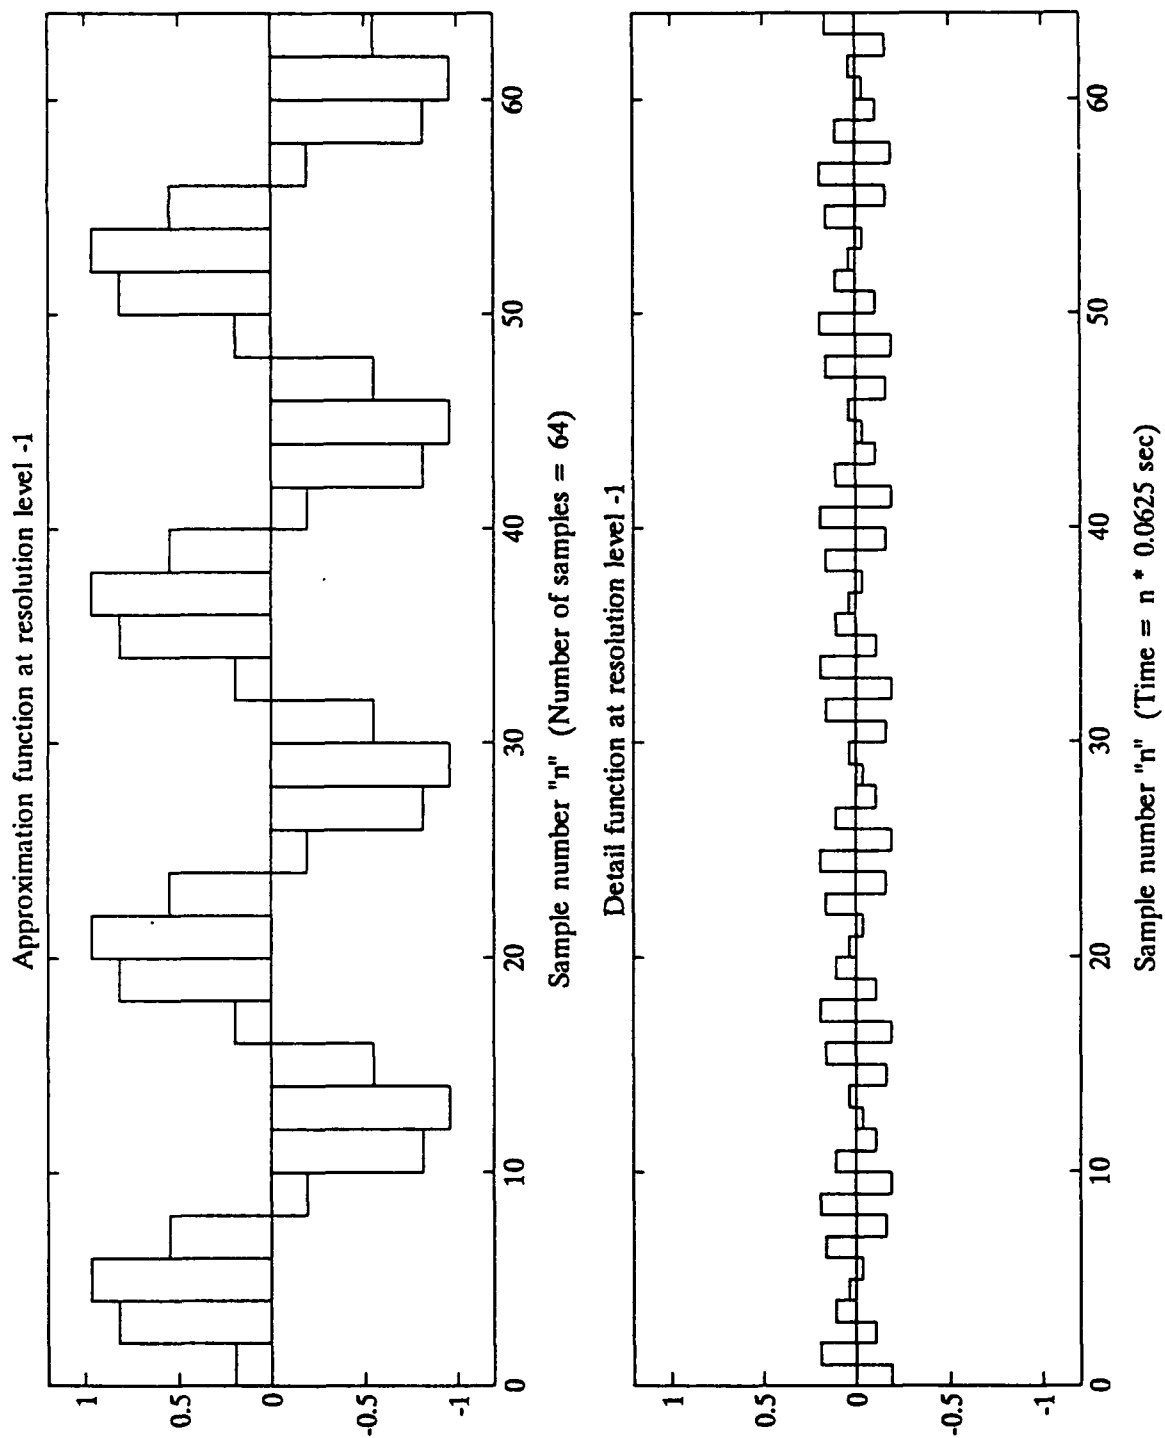 Approximation function at resolution level -1
1
0.5
0
-0.5
-1
0 10 20 30 40 50 60
Sample number "n" (Number of samples = 64)
Detail function at resolution level -1
1
0.5
0
-0.5
-1
0 10 20 30 40 50 60
Sample number "n" (Time = n * 0.0625 sec)